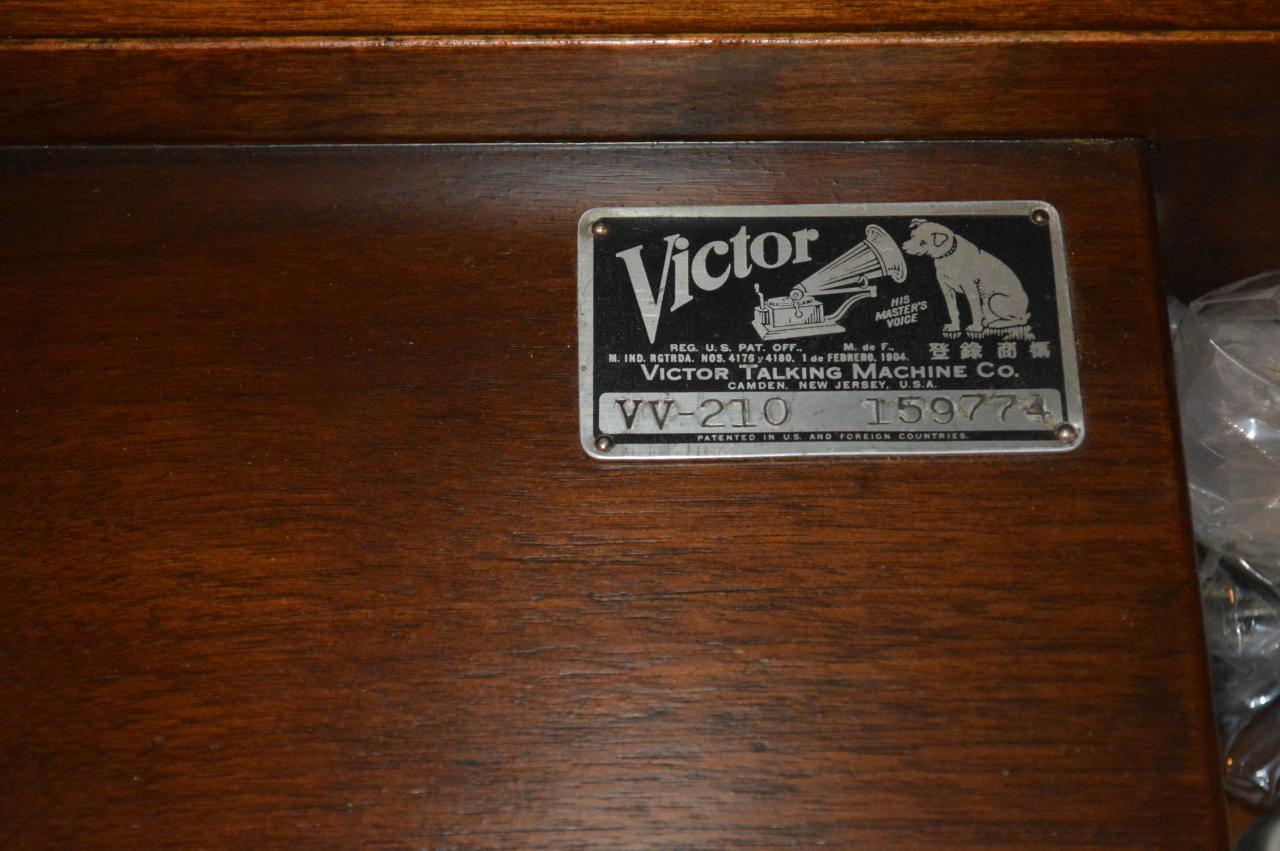 Victor
HIS
MASTER'S
VOICE
REG. U.S. PAT. OFF., M. de F.,
M. IND. RGTRDA. NOS. 4176 y 4180, 1 de FEBRERO, 1904. 登錄商標
VICTOR TALKING MACHINE CO.
CAMDEN, NEW JERSEY, U.S.A.
VV-210 159774
PATENTED IN U.S. AND FOREIGN COUNTRIES.